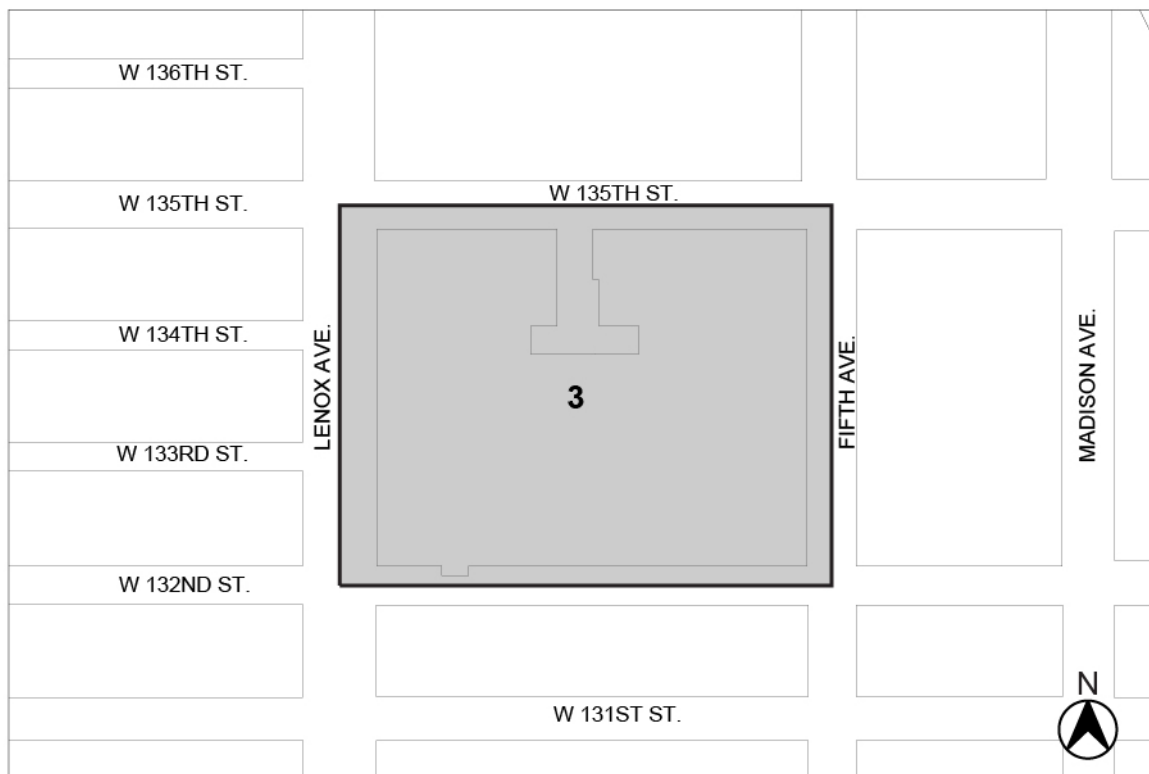 W 136TH ST.
W 135TH ST.
W 135TH ST.
W 134TH ST.
LENOX AVE.
3
FIFTH AVE.
MADISON AVE.
W 133RD ST.
W 132ND ST.
N
W 131ST ST.